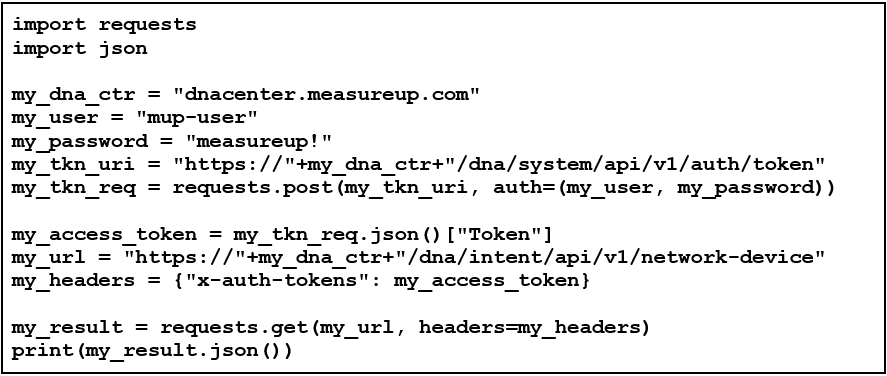 import requests
import json
my_dna_ctr = "dnacenter.measureup.com"
my_user = "mup-user"
my_password = "measureup!"
my_tkn_uri = "https://"+my_dna_ctr+"/dna/system/api/v1/auth/token"
my_tkn_req = requests.post(my_tkn_uri, auth=(my_user, my_password))
my_access_token = my_tkn_req.json()["Token"]
my_url = "https://"+my_dna_ctr+"/dna/intent/api/v1/network-device"
my_headers = {"x-auth-tokens": my_access_token}
my_result = requests.get(my_url, headers=my_headers)
print(my_result.json())